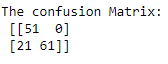 The confusion Matrix:
[[51  0]
[21 61]]